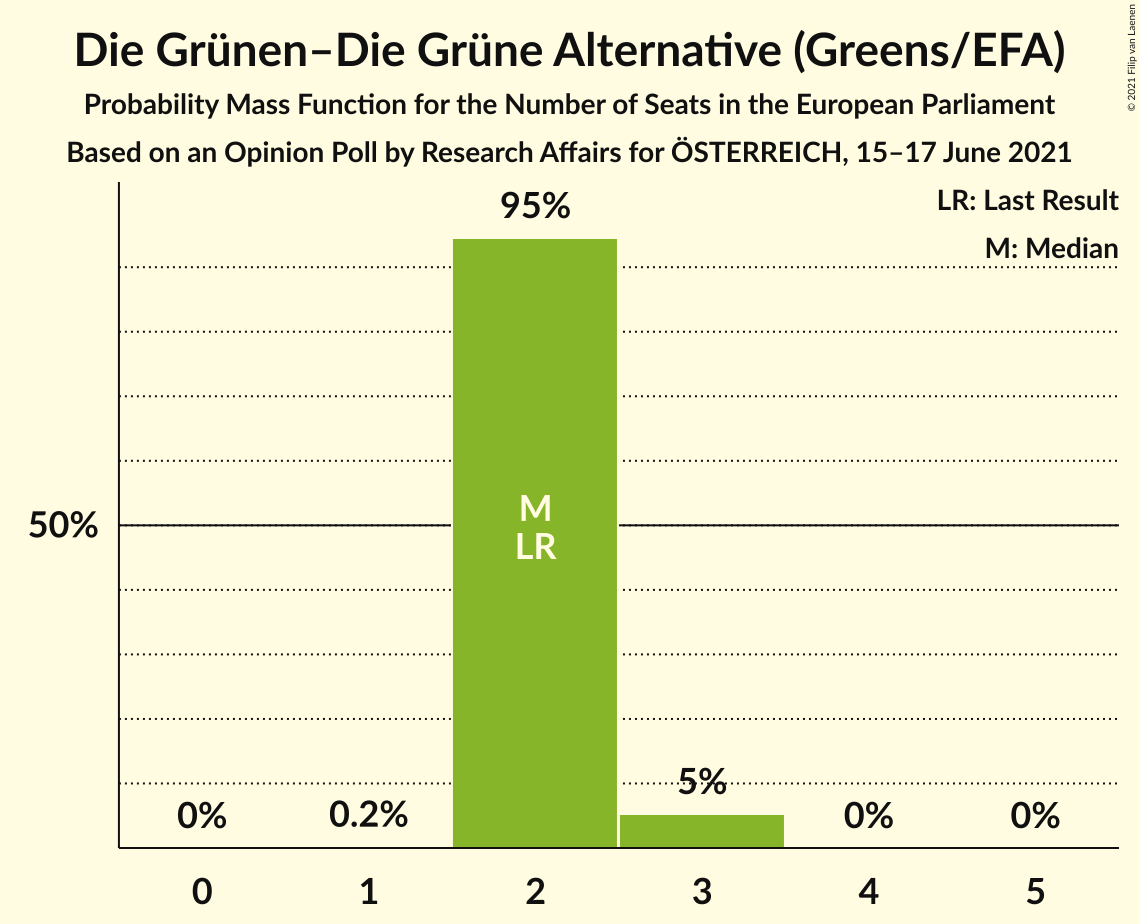 Die Grünen–Die Grüne Alternative (Greens/EFA)
Probability Mass Function for the Number of Seats in the European Parliament
Based on an Opinion Poll by Research Affairs for ÖSTERREICH, 15–17 June 2021
© 2021 Filip van Laenen
LR: Last Result
M: Median
95%
50%
M
LR
0%
0.2%
5%
0%
0%
0
1
2
3
4
5